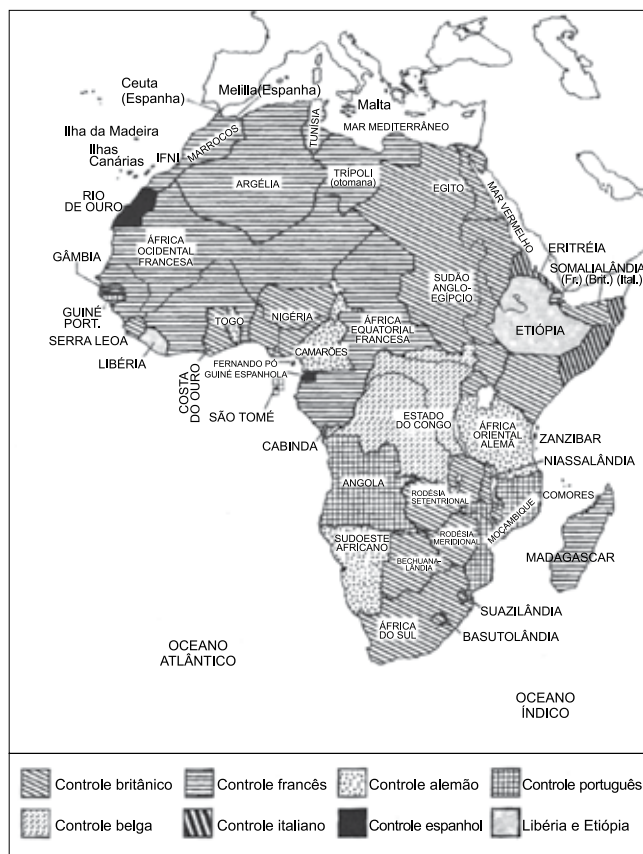 Ceuta
(Espanha)
Melilla(Espanha)
Malta
MAR MEDITERRÂNEO
Ilha da Madeira
Ilhas
Canárias
IFNI
MARROCOS
TUNÍSIA
RIO
DE OURO
ARGÉLIA
TRÍPOLI
(otomana)
EGITO
MAR VERMELHO
GÂMBIA
ÁFRICA
OCIDENTAL
FRANCESA
ERITRÉIA
SOMALIALÂNDIA
(Fr.) (Brit.) (Ital.)
SUDÃO
ANGLO-
EGÍPCIO
GUINÉ
PORT.
SERRA LEOA
LIBÉRIA
TOGO
NIGÉRIA
CAMARÕES
ÁFRICA
EQUATORIAL
FRANCESA
ETIÓPIA
COSTA
DO OURO
FERNANDO PÓ
GUINÉ ESPANHOLA
SÃO TOMÉ
CABINDA
ESTADO
DO CONGO
ÁFRICA
ORIENTAL
ALEMÃ
ZANZIBAR
NIASSALÂNDIA
ANGOLA
RODÉSIA
SETENTRIONAL
COMORES
MOÇAMBIQUE
SUDOESTE
AFRICANO
RODÉSIA
MERIDIONAL
BECHUANA-
LÂNDIA
MADAGASCAR
SUAZILÂNDIA
ÁFRICA
DO SUL
BASUTOLÂNDIA
OCEANO
ATLÂNTICO
OCEANO
ÍNDICO
Controle britânico
Controle francês
Controle alemão
Controle português
Controle belga
Controle italiano
Controle espanhol
Libéria e Etiópia